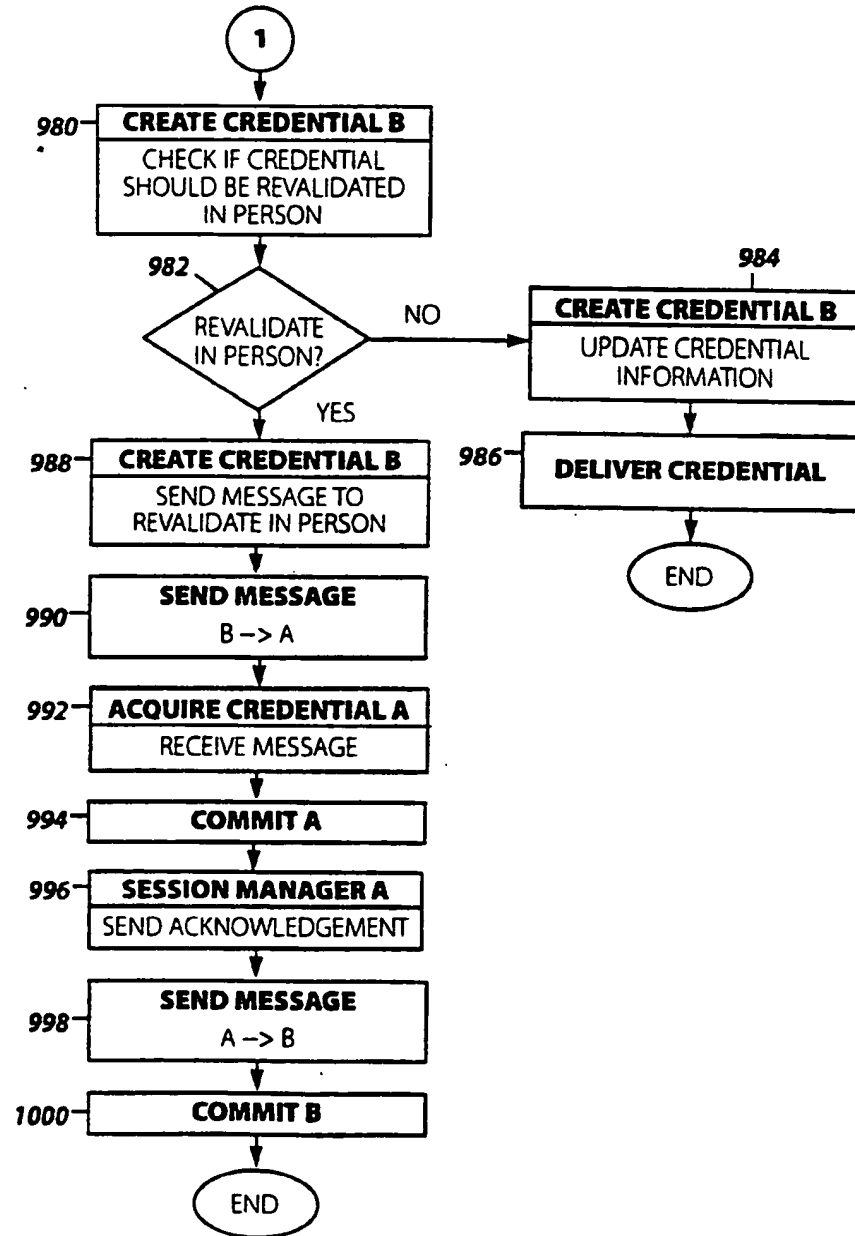 1
980
CREATE CREDENTIAL B
CHECK IF CREDENTIAL
SHOULD BE REVALIDATED
IN PERSON
982
REVALIDATE
IN PERSON?
NO
YES
984
CREATE CREDENTIAL B
UPDATE CREDENTIAL
INFORMATION
986
DELIVER CREDENTIAL
END
988
CREATE CREDENTIAL B
SEND MESSAGE TO
REVALIDATE IN PERSON
990
SEND MESSAGE
B —> A
992
ACQUIRE CREDENTIAL A
RECEIVE MESSAGE
994
COMMIT A
996
SESSION MANAGER A
SEND ACKNOWLEDGEMENT
998
SEND MESSAGE
A —> B
1000
COMMIT B
END